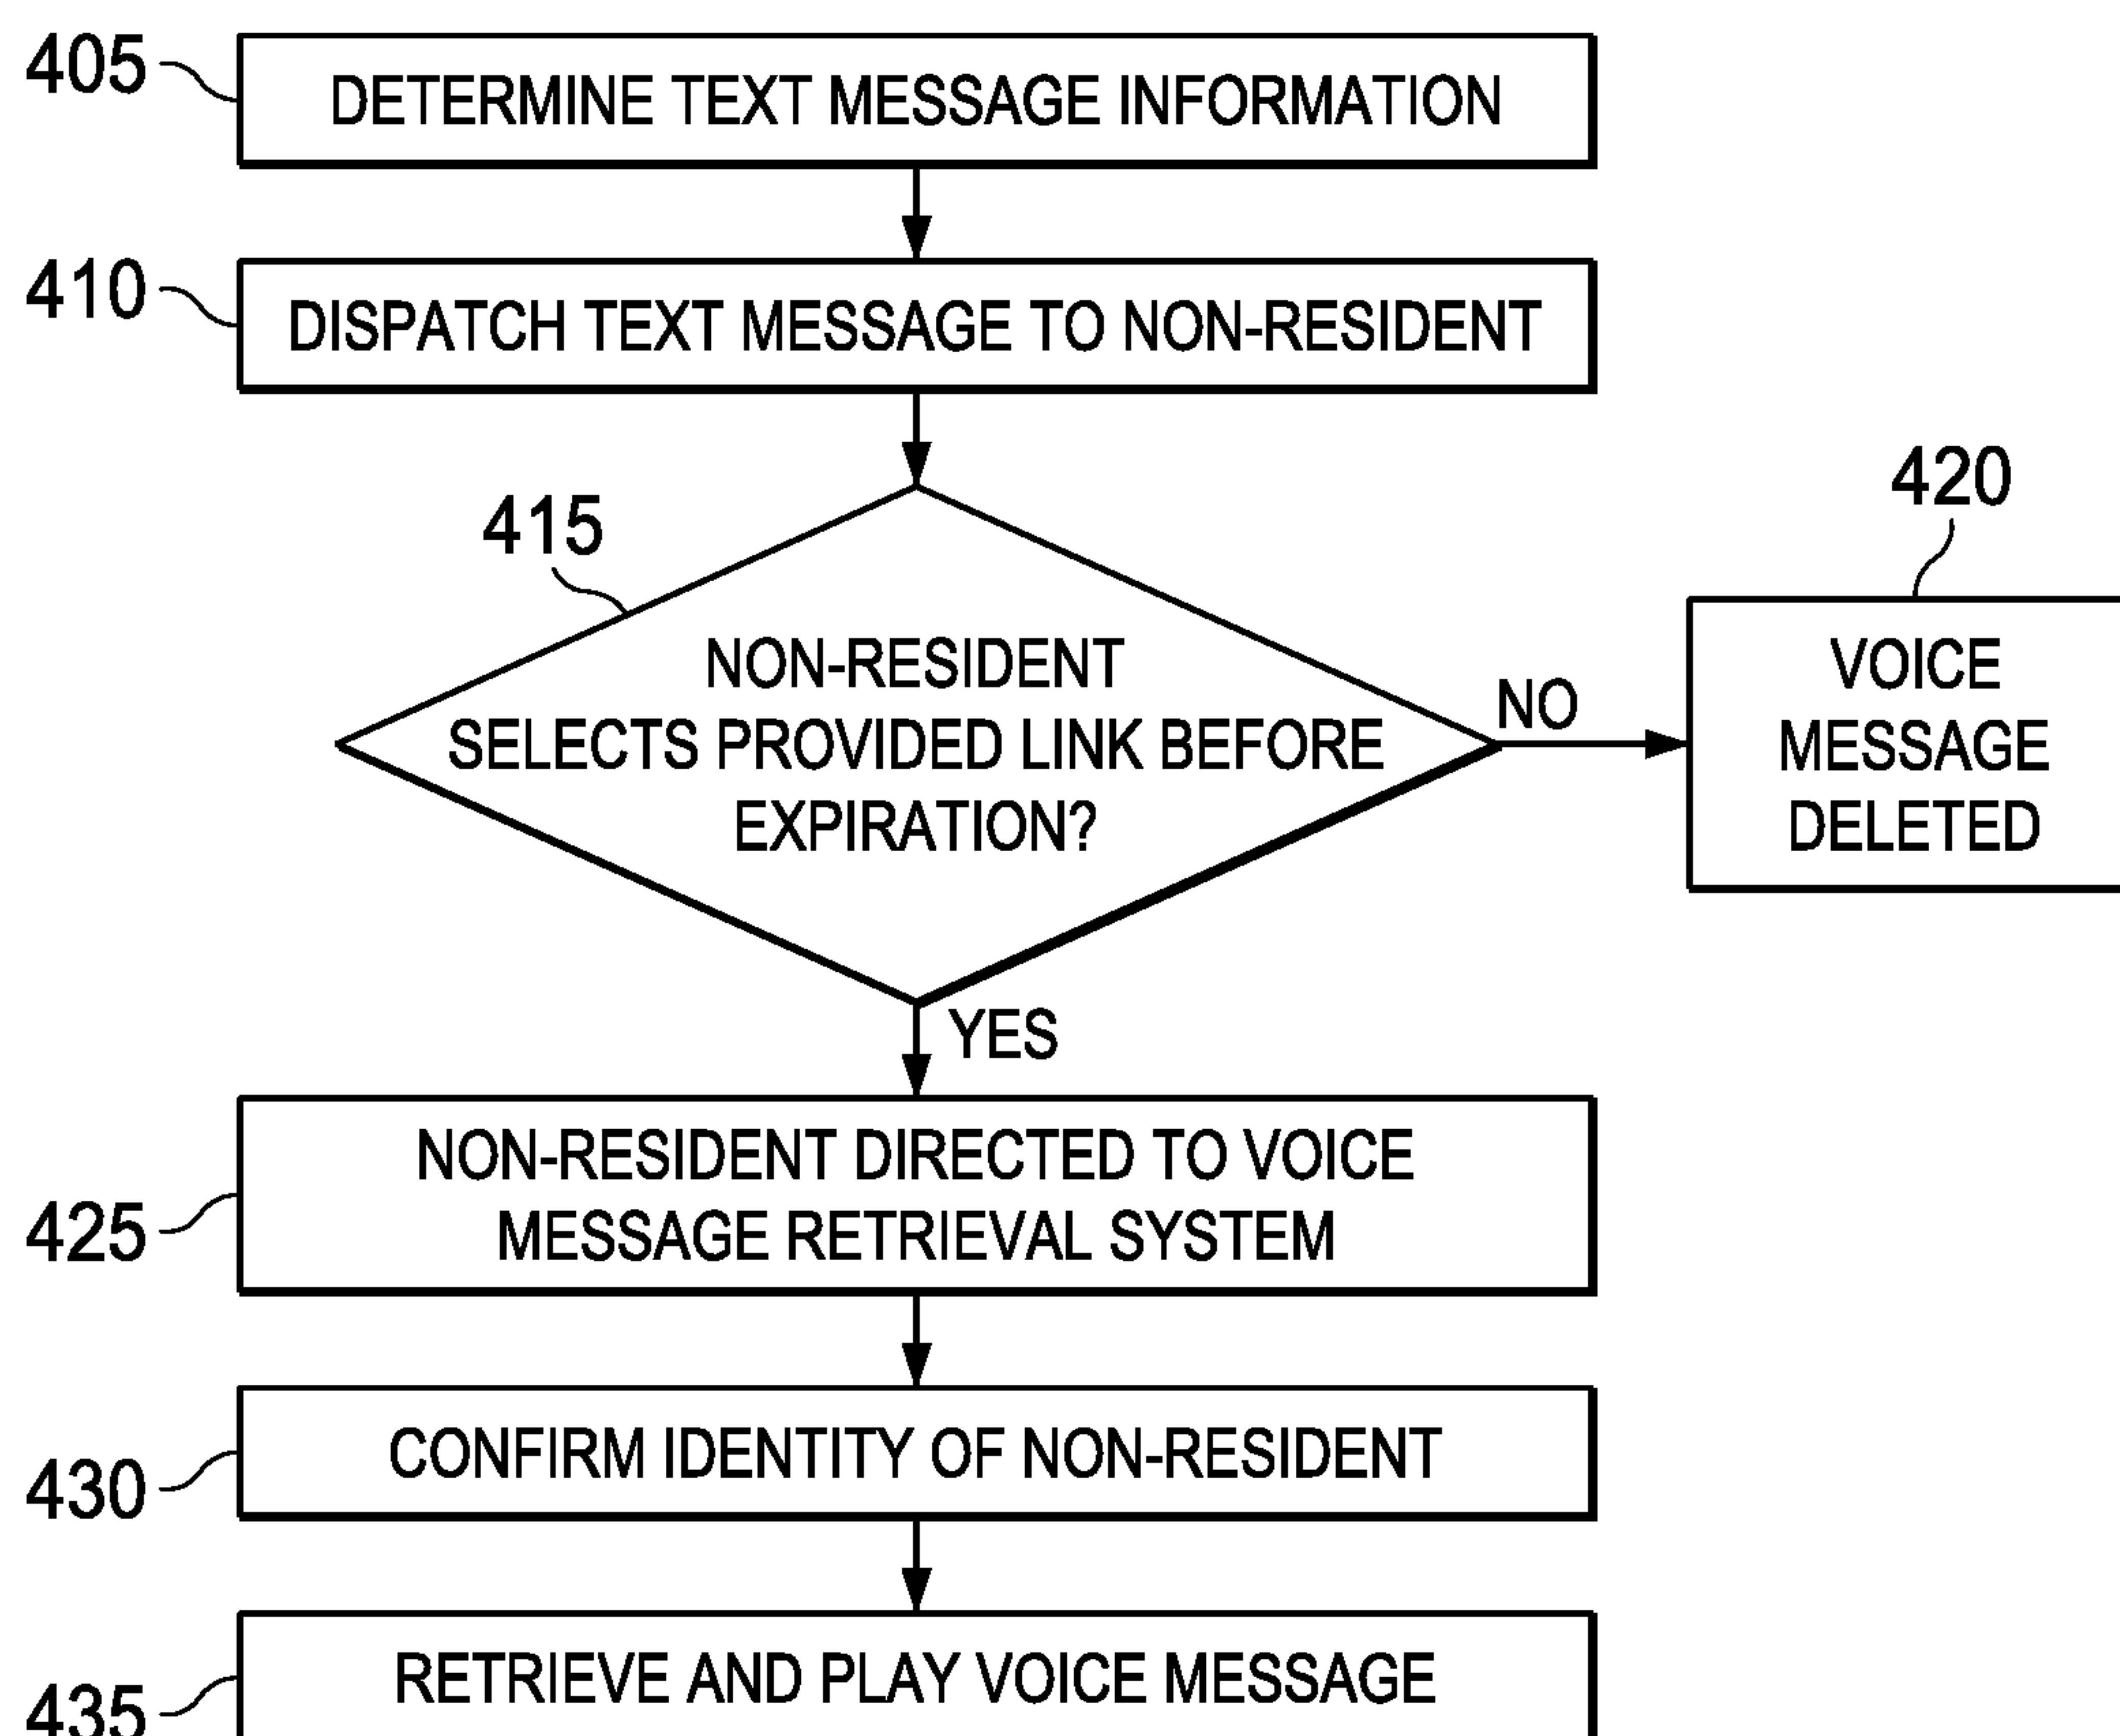 405
DETERMINE TEXT MESSAGE INFORMATION
410
DISPATCH TEXT MESSAGE TO NON-RESIDENT
415
NON-RESIDENT
SELECTS PROVIDED LINK BEFORE
EXPIRATION?
NO
420
VOICE
MESSAGE
DELETED
YES
425
NON-RESIDENT DIRECTED TO VOICE
MESSAGE RETRIEVAL SYSTEM
430
CONFIRM IDENTITY OF NON-RESIDENT
435
RETRIEVE AND PLAY VOICE MESSAGE